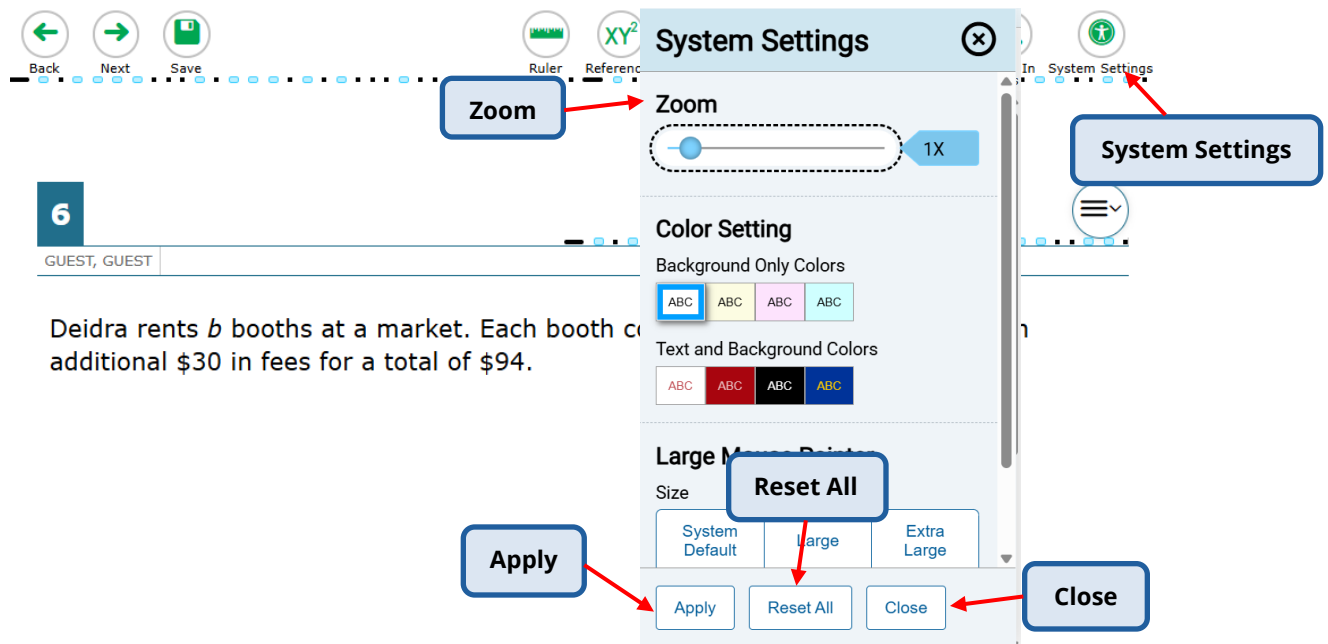 Back
Next
Save
Ruler
XY²
System Settings
In
System Settings
Zoom
Zoom
1X
System Settings
6
GUEST, GUEST
Color Setting
Background Only Colors
ABC ABC ABC ABC
Text and Background Colors
ABC ABC ABC ABC
Deidra rents b booths at a market. Each booth
additional $30 in fees for a total of $94.
Large
Size
Reset All
System Default
Large
Extra Large
Apply
Apply
Reset All
Close
Close